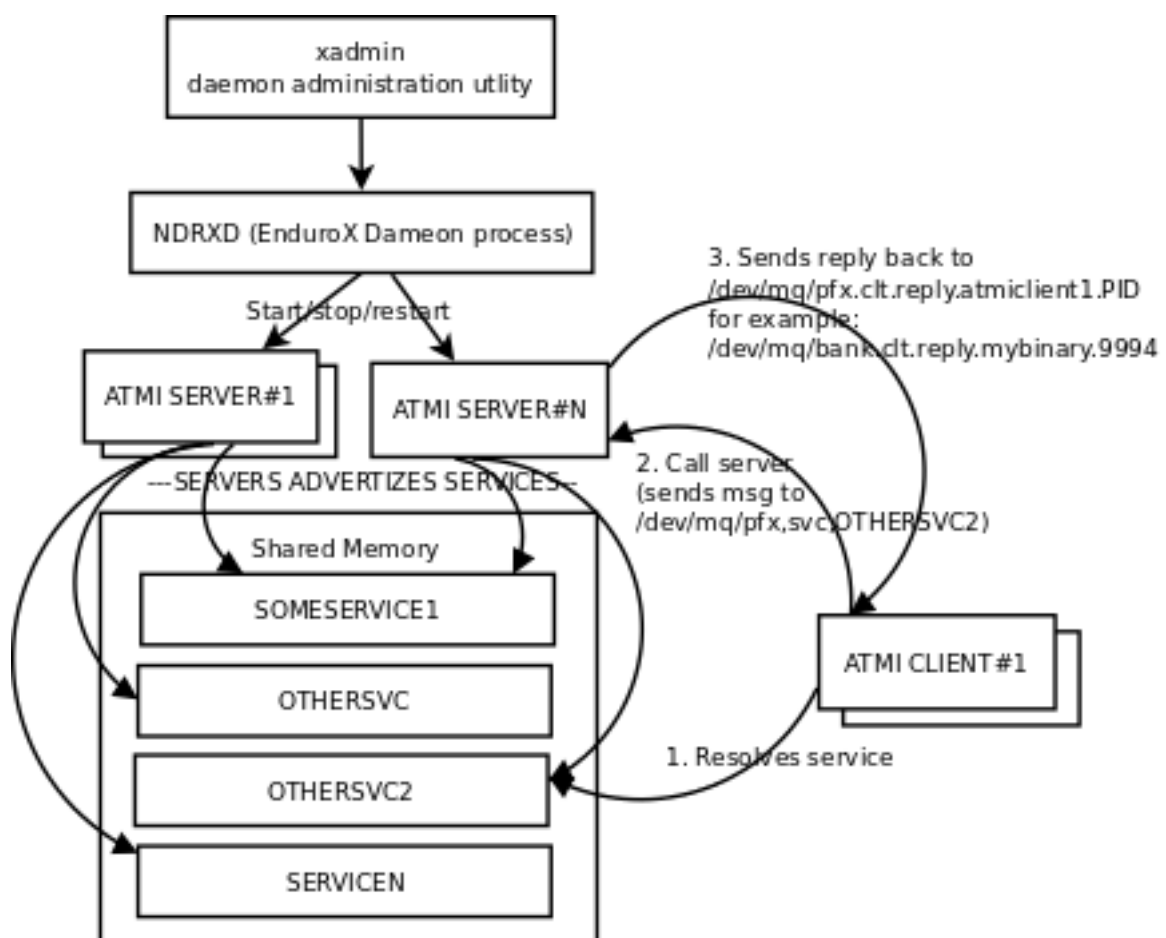 xadmin
daemon administration utlity
NDRXD (EnduroX Dameon process)
Start/stop/restart
3. Sends reply back to
/dev/mq/pfx.clt.reply.atmiclient1.PID
for example:
/dev/mq/bank.clt.reply.mybinary.9994
ATMI SERVER#1
ATMI SERVER#N
2. Call server
(sends msg to
/dev/mq/pfx,svc,OTHERSVC2)
---SERVERS ADVERTIZES SERVICES--
Shared Memory
SOMESERVICE1
ATMI CLIENT#1
OTHERSVC
1. Resolves service
OTHERSVC2
SERVICEN